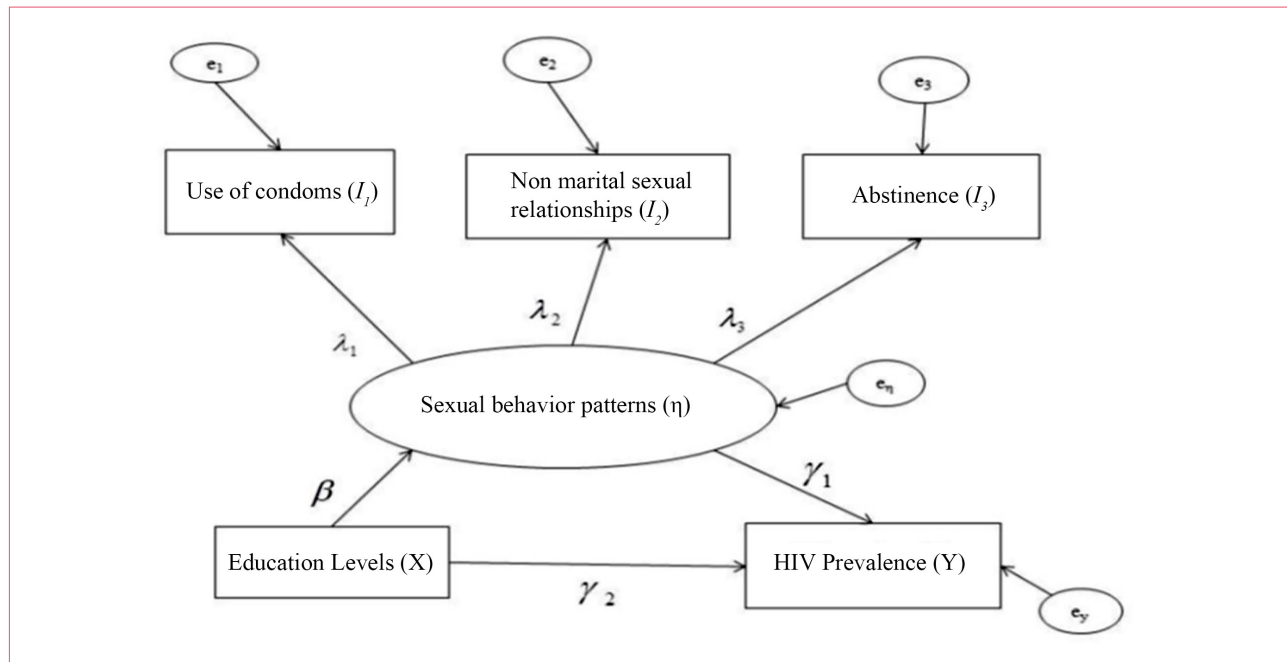 e1
e2
e3
Use of condoms (I1)
Non marital sexual
relationships (I2)
Abstinence (I3)
λ1
λ2
λ3
eη
Sexual behavior patterns (η)
β
γ1
Education Levels (X)
γ2
HIV Prevalence (Y)
ey